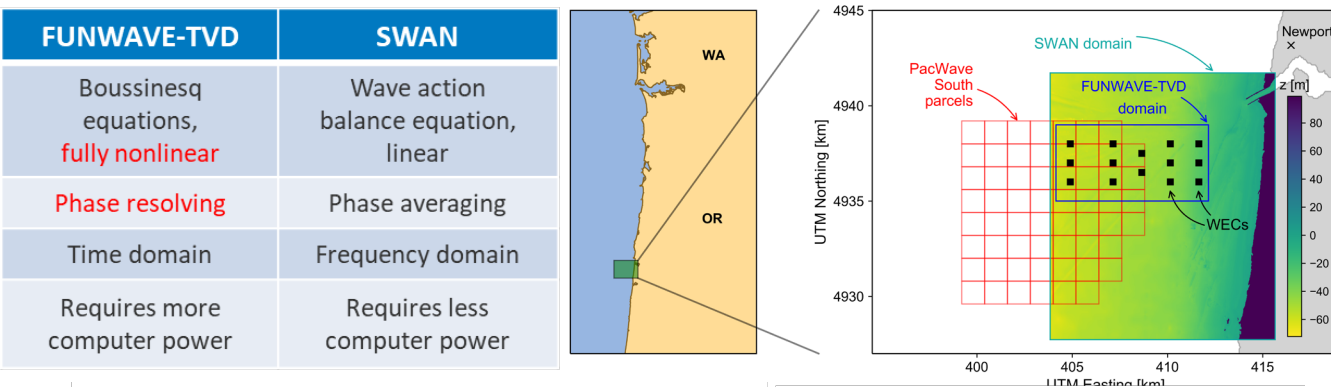 FUNWAVE-TVD
SWAN
Boussinesq
equations,
fully nonlinear
Wave action
balance equation,
linear
Phase resolving
Phase averaging
Time domain
Frequency domain
Requires more
computer power
Requires less
computer power
WA
OR
4945
4940
4935
4930
UTM Northing [km]
SWAN domain
PacWave
South
parcels
FUNWAVE-TVD
domain
WECs
Newport
z [m]
80
60
40
20
0
−20
−40
−60
400
405
410
415
UTM Easting [km]